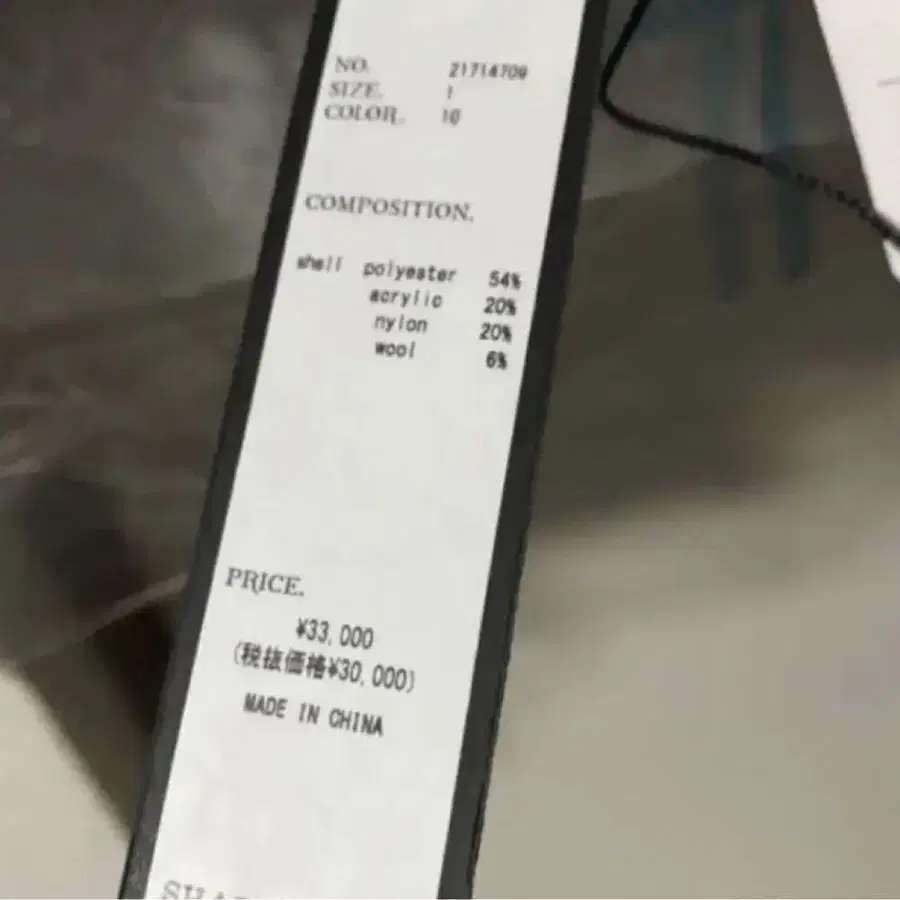 NO. 21714709
SIZE. 1
COLOR. 10
COMPOSITION.
shell polyester 54%
acrylic 20%
nylon 20%
wool 6%
PRICE.
¥33,000
(税抜価格¥30,000)
MADE IN CHINA